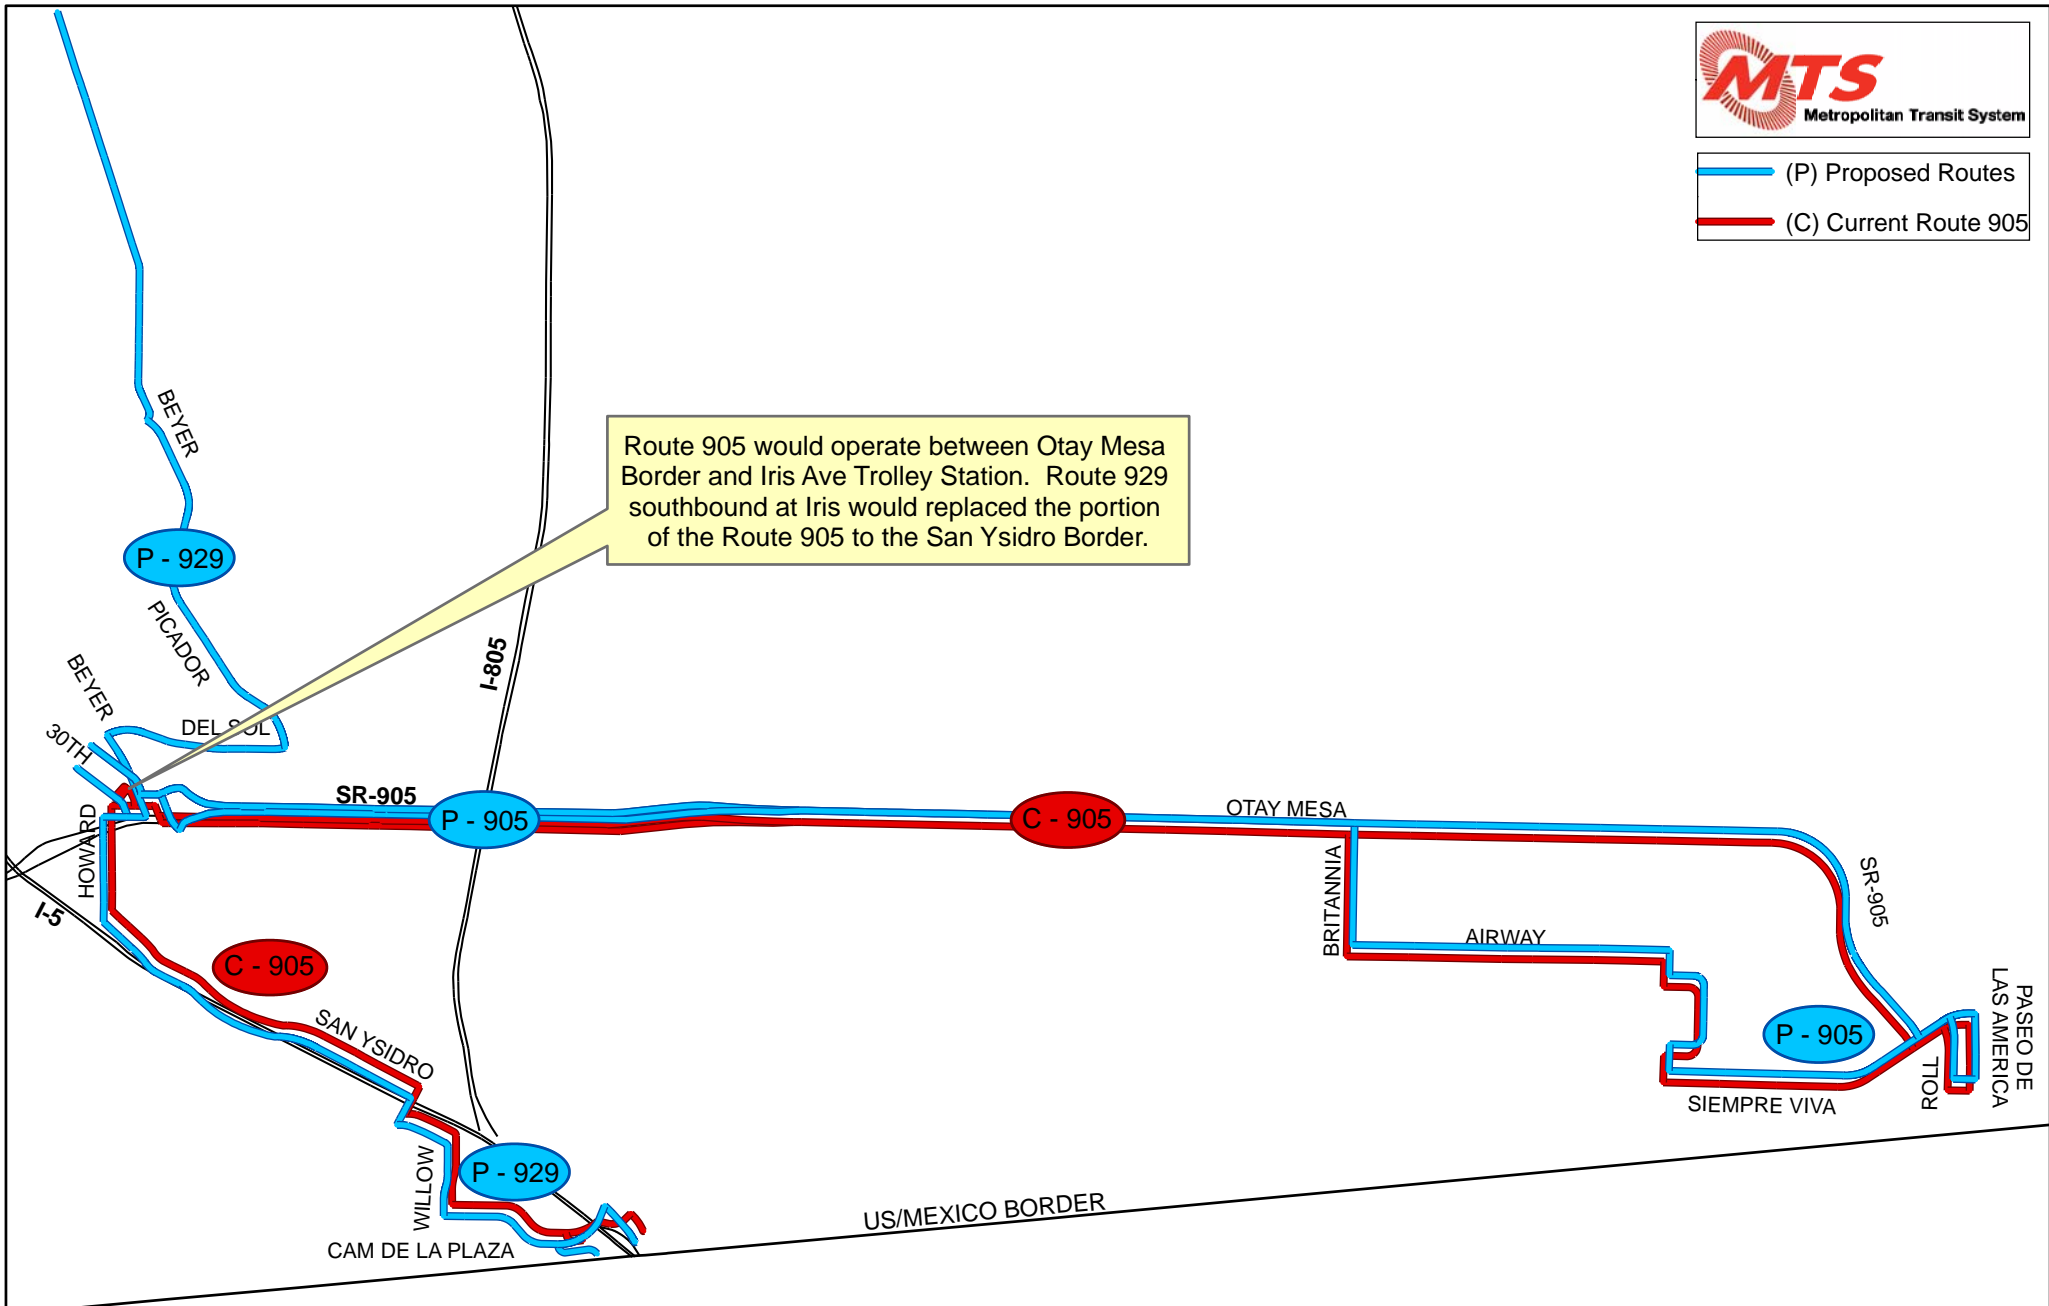 MTS
Metropolitan Transit System
(P) Proposed Routes
(C) Current Route 905
BEYER
Route 905 would operate between Otay Mesa
Border and Iris Ave Trolley Station.  Route 929
southbound at Iris would replaced the portion
of the Route 905 to the San Ysidro Border.
P - 929
PICADOR
I-805
BEYER
DEL SOL
30TH
SR-905
P - 905
C - 905
OTAY MESA
HOWARD
BRITANNIA
SR-905
I-5
AIRWAY
C - 905
SAN YSIDRO
P - 905
PASEO DE
LAS AMERICA
ROLL
SIEMPRE VIVA
WILLOW
P - 929
US/MEXICO BORDER
CAM DE LA PLAZA